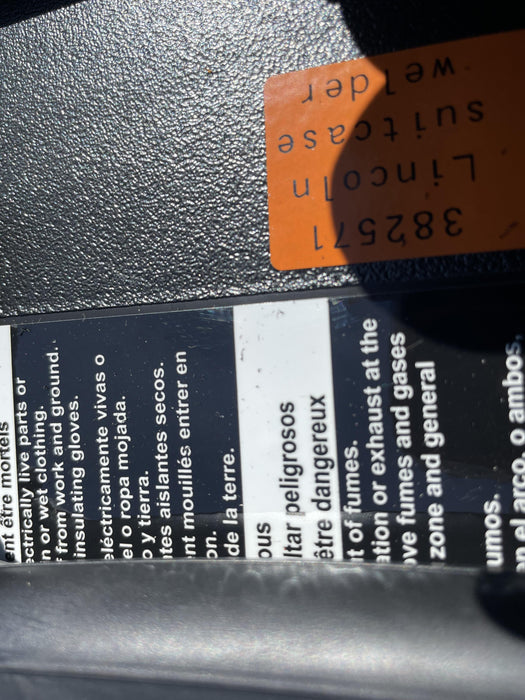 382571
Lincoln
suitcase
welder
être mortels
ctrically live parts or
n or wet clothing.
from work and ground.
insulating gloves.
eléctricamente vivas o
el o ropa mojada.
o y tierra.
tes aislantes secos.
nt mouillés entrer en
on.
de la terre.
ous
ltar peligrosos
être dangereux
t of fumes.
ation or exhaust at the
ove fumes and gases
zone and general
umos.
en el arco, o ambos,